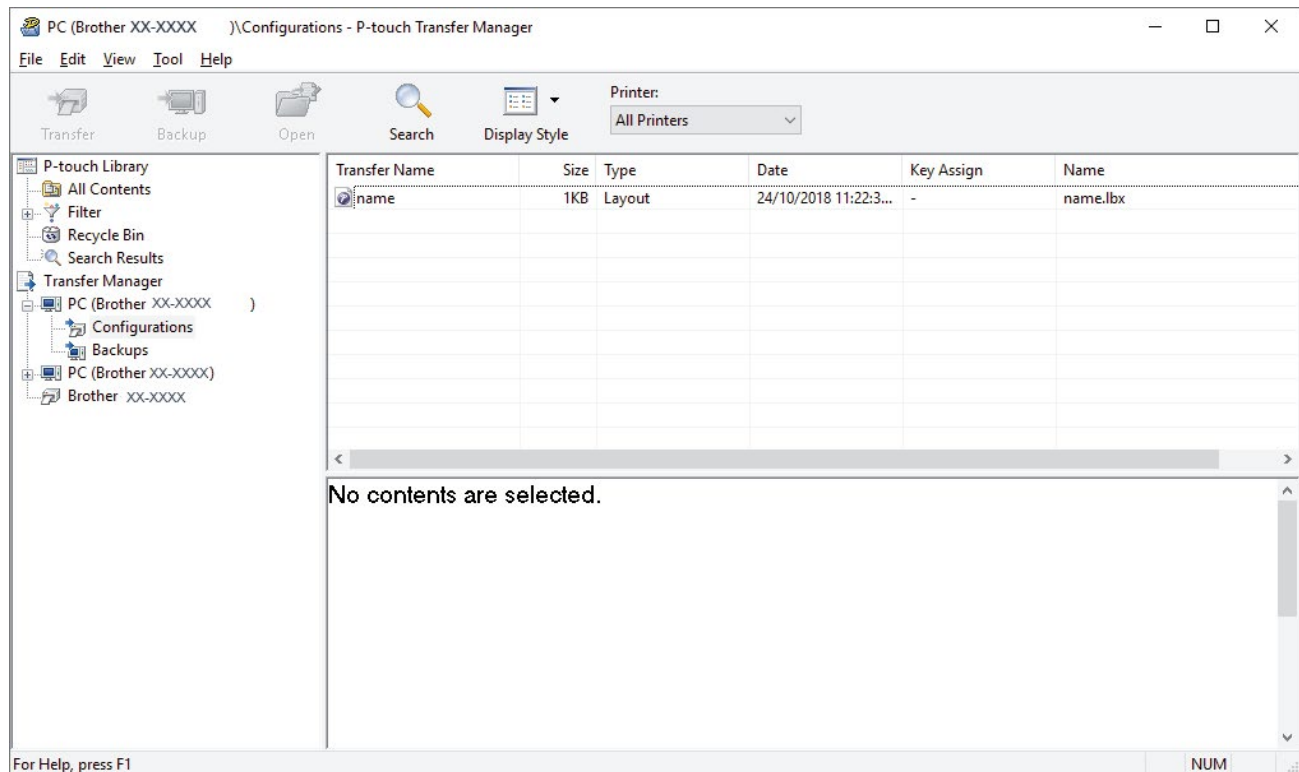 PC (Brother XX-XXXX )\Configurations - P-touch Transfer Manager
File Edit View Tool Help
Transfer Backup Open Search Display Style
Printer:
All Printers
P-touch Library
All Contents
Filter
Recycle Bin
Search Results
Transfer Manager
PC (Brother XX-XXXX )
Configurations
Backups
PC (Brother XX-XXXX)
Brother XX-XXXX
Transfer Name Size Type Date Key Assign Name
name 1KB Layout 24/10/2018 11:22:3... - name.lbx
No contents are selected.
For Help, press F1 NUM